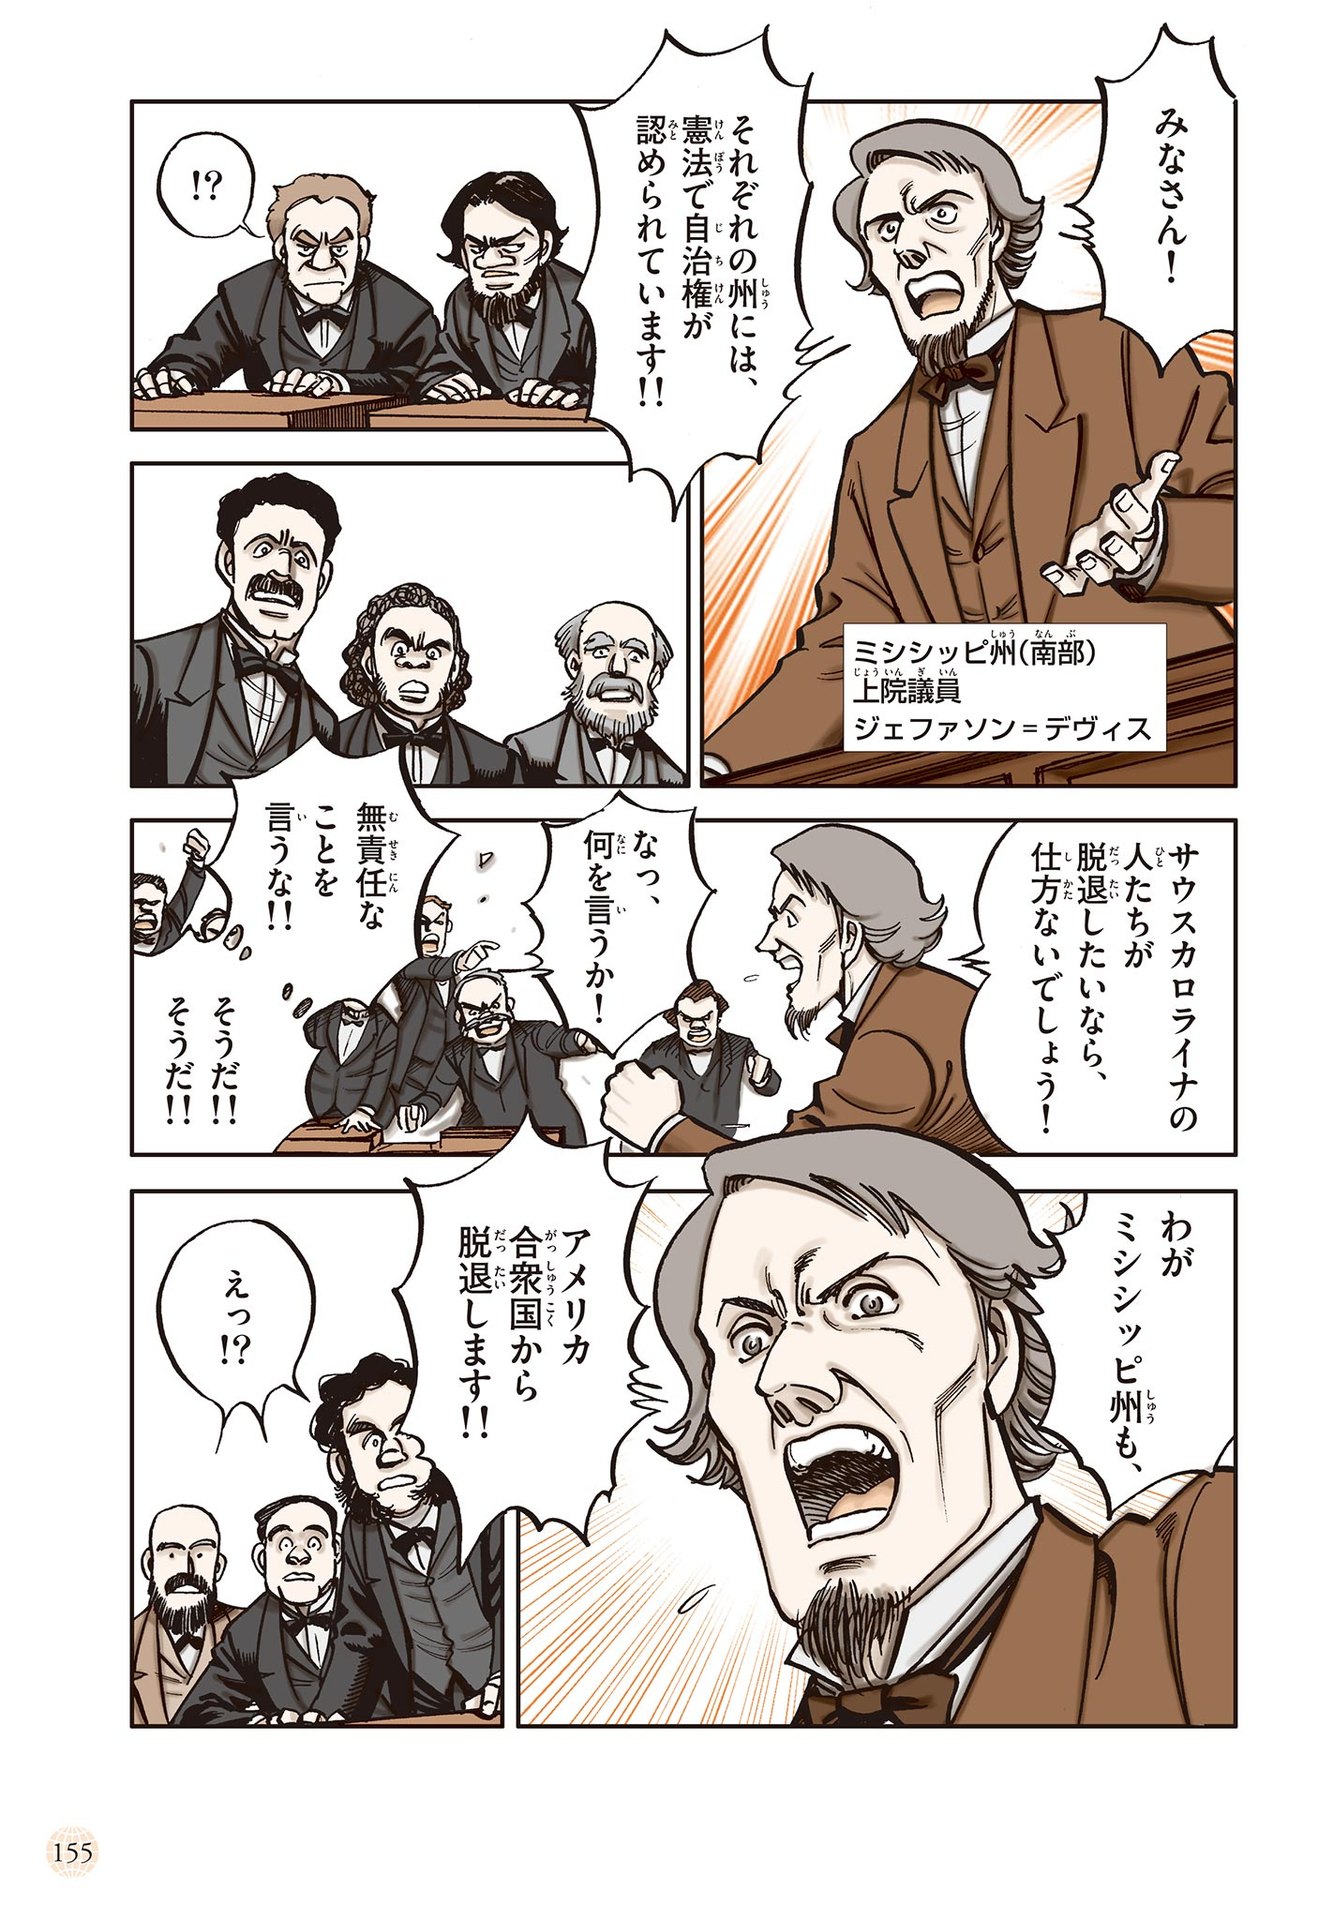 みなさん！
それぞれの州には、
憲法で自治権が
認められています!!
!?
ミシシッピ州（南部）
上院議員
ジェファソン＝デヴィス
サウスカロライナの
人たちが
脱退したいなら、
仕方ないでしょう！
なっ、
何を言うか！
無責任な
ことを
言うな!!
そうだ!!
そうだ!!
わが
ミシシッピ州も、
アメリカ
合衆国から
脱退します!!
えっ!?
155